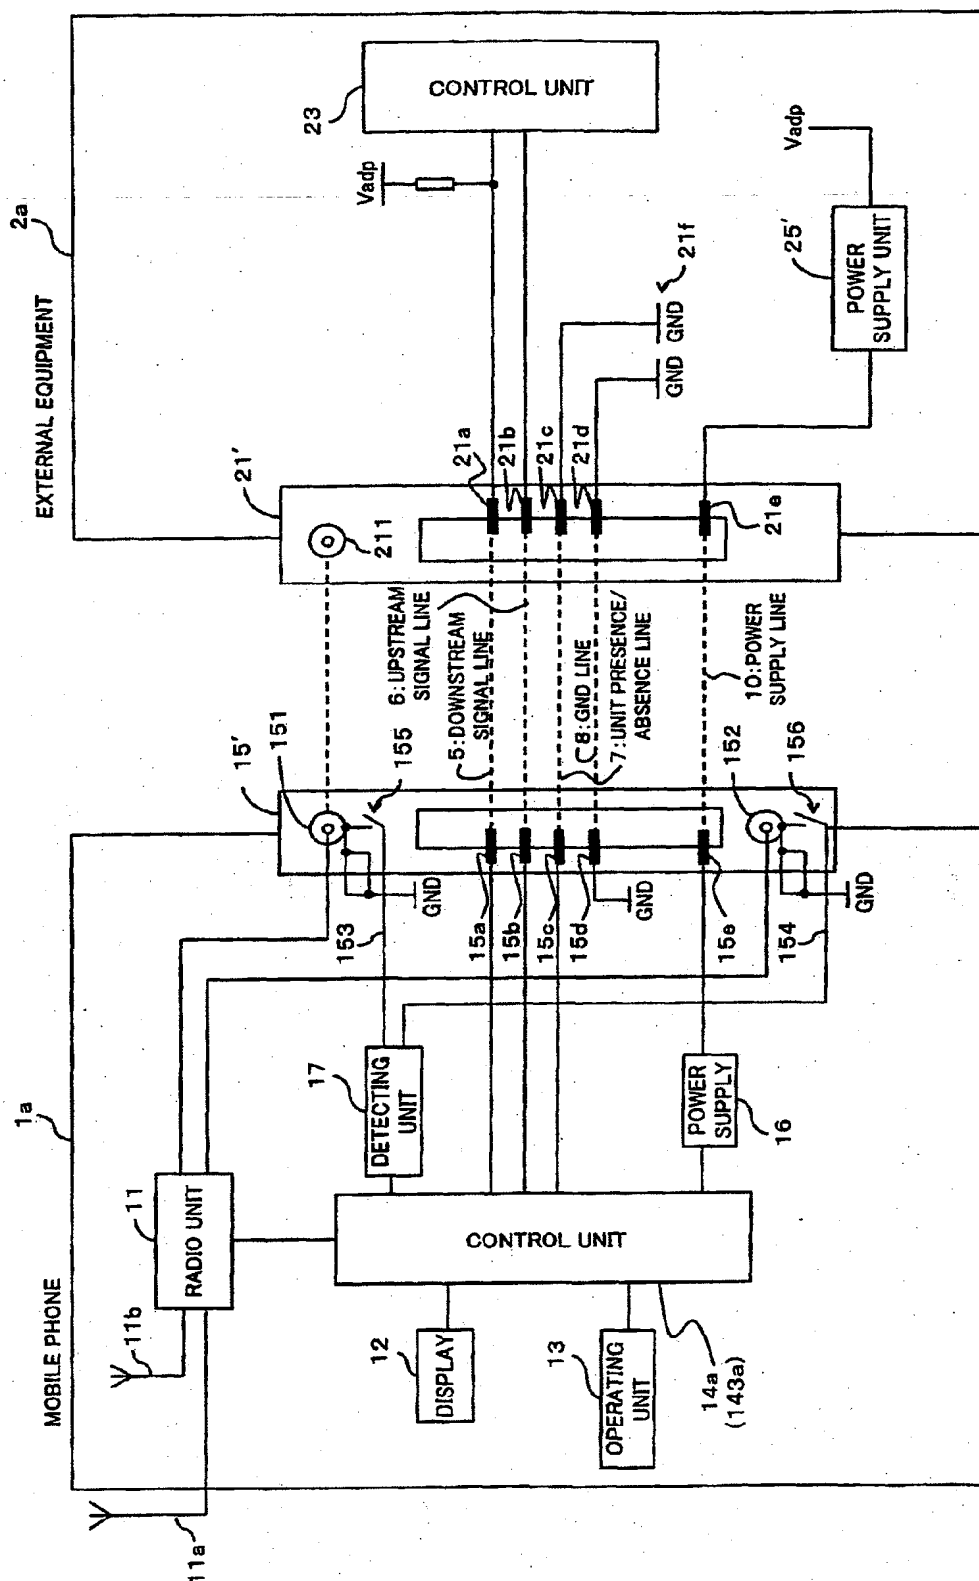 2a
EXTERNAL EQUIPMENT
23
CONTROL UNIT
Vadp
Vadp
25'
POWER
SUPPLY UNIT
21f
GND
GND
21'
211
21a
21b
21c
21d
21e
6:UPSTREAM
SIGNAL LINE
5:DOWNSTREAM
SIGNAL LINE
8:GND LINE
7:UNIT PRESENCE/
ABSENCE LINE
10:POWER
SUPPLY LINE
15'
151
155
152
156
GND
153
15a
15b
15c
15d
GND
15e
154
GND
1a
MOBILE PHONE
17
DETECTING
UNIT
POWER
SUPPLY
16
11
RADIO UNIT
11b
11a
CONTROL UNIT
12
DISPLAY
13
OPERATING
UNIT
14a
(143a)